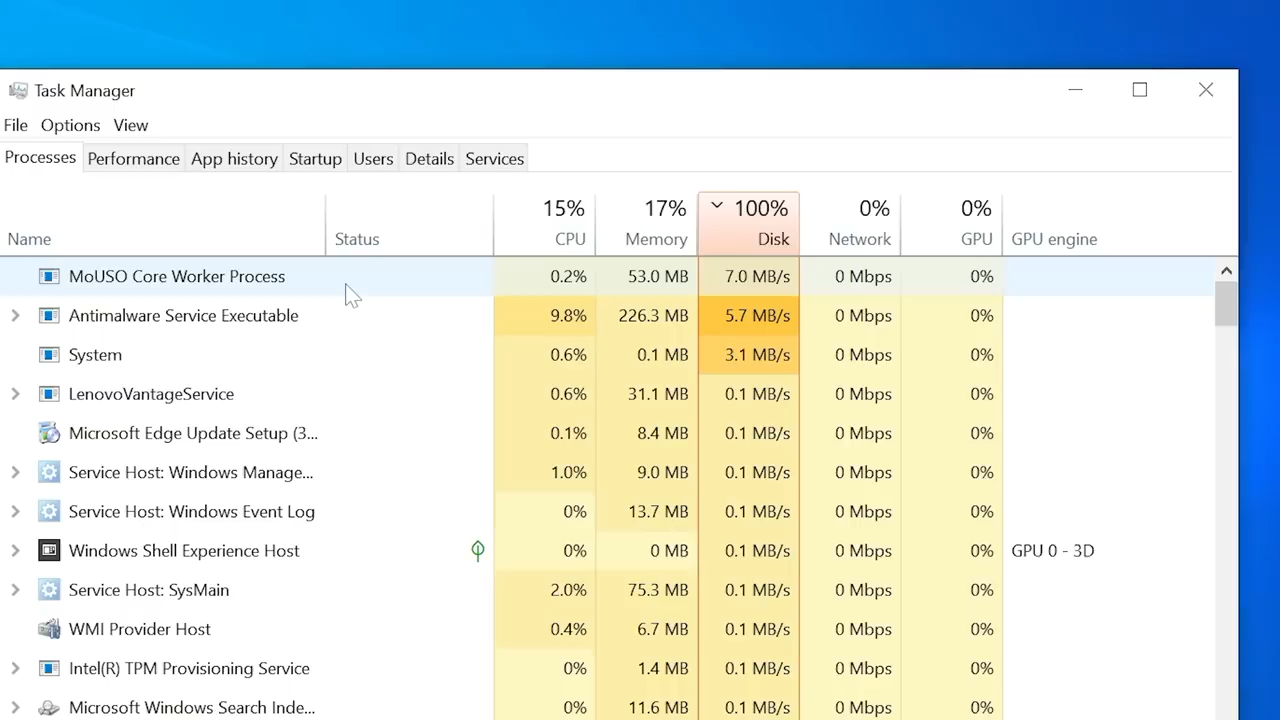 Task Manager
File Options View
Processes Performance App history Startup Users Details Services
15% 17% 100% 0% 0%
Name Status CPU Memory Disk Network GPU GPU engine
MoUSO Core Worker Process 0.2% 53.0 MB 7.0 MB/s 0 Mbps 0%
Antimalware Service Executable 9.8% 226.3 MB 5.7 MB/s 0 Mbps 0%
System 0.6% 0.1 MB 3.1 MB/s 0 Mbps 0%
LenovoVantageService 0.6% 31.1 MB 0.1 MB/s 0 Mbps 0%
Microsoft Edge Update Setup (3... 0.1% 8.4 MB 0.1 MB/s 0 Mbps 0%
Service Host: Windows Manage... 1.0% 9.0 MB 0.1 MB/s 0 Mbps 0%
Service Host: Windows Event Log 0% 13.7 MB 0.1 MB/s 0 Mbps 0%
Windows Shell Experience Host 0% 0 MB 0.1 MB/s 0 Mbps 0% GPU 0 - 3D
Service Host: SysMain 2.0% 75.3 MB 0.1 MB/s 0 Mbps 0%
WMI Provider Host 0.4% 6.7 MB 0.1 MB/s 0 Mbps 0%
Intel(R) TPM Provisioning Service 0% 1.4 MB 0.1 MB/s 0 Mbps 0%
Microsoft Windows Search Inde... 0% 11.6 MB 0.1 MB/s 0 Mbps 0%